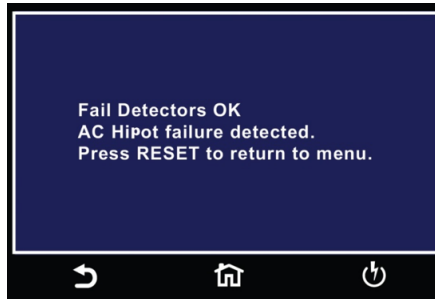 Fail Detectors OK
AC Hipot failure detected.
Press RESET to return to menu.